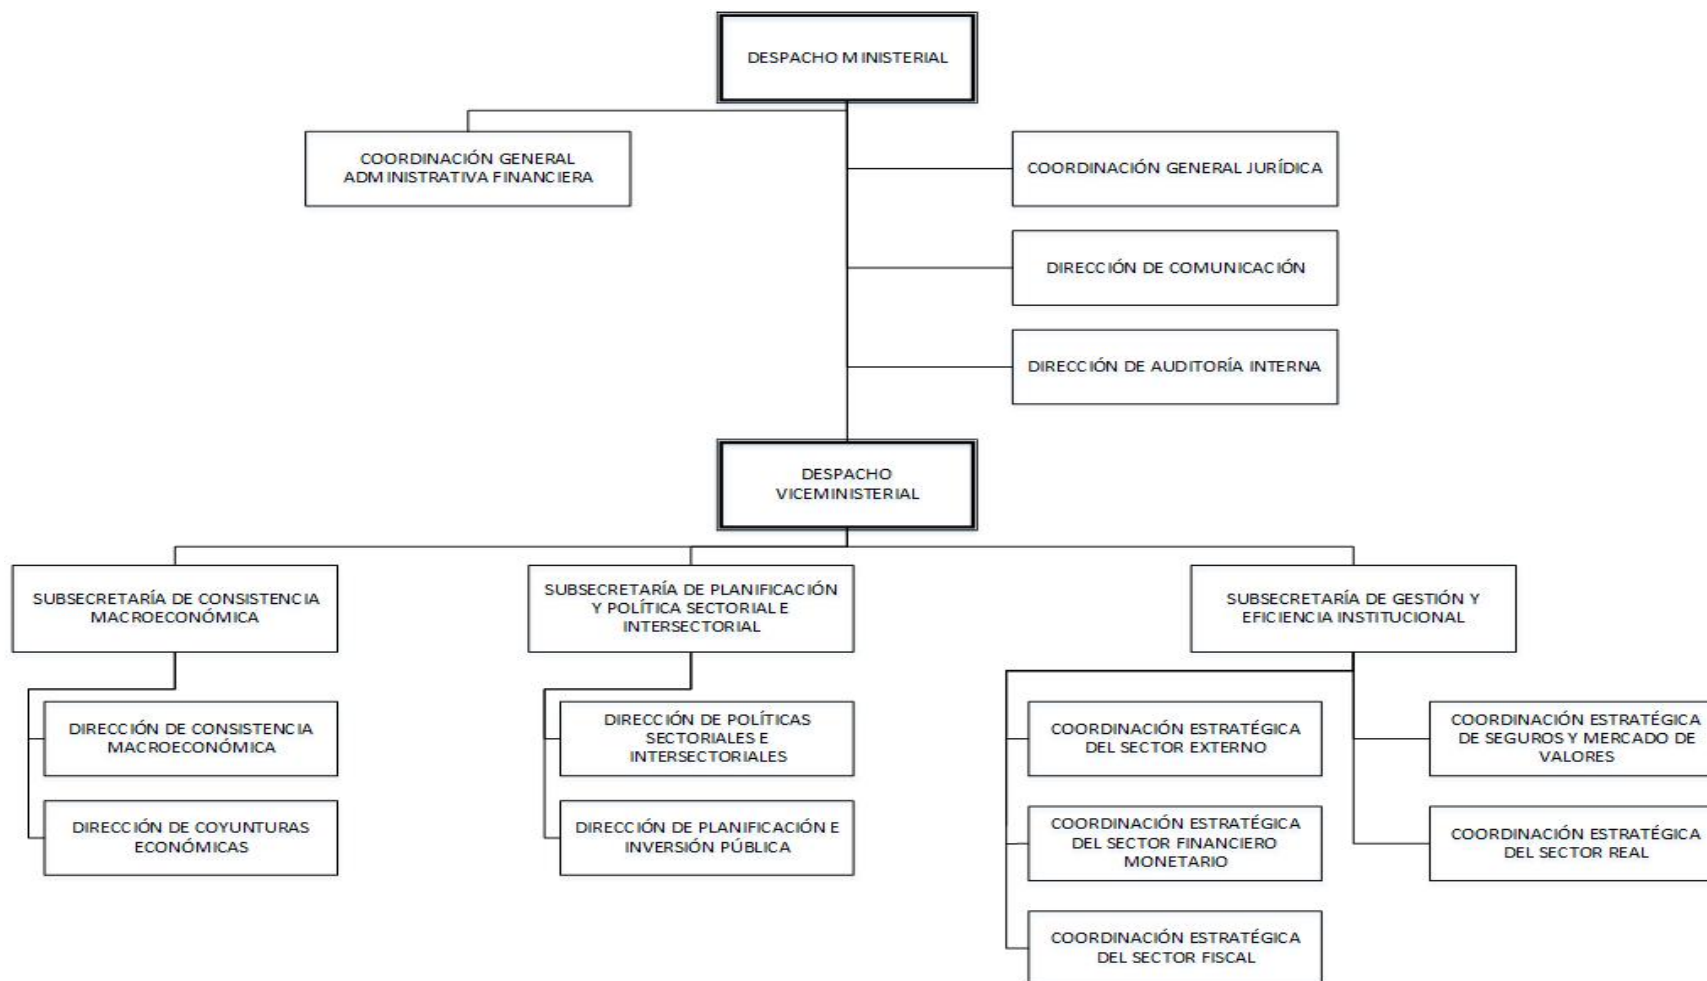 DESPACHO MINISTERIAL
COORDINACIÓN GENERAL
ADMINISTRATIVA FINANCIERA
COORDINACIÓN GENERAL JURÍDICA
DIRECCIÓN DE COMUNICACIÓN
DIRECCIÓN DE AUDITORÍA INTERNA
DESPACHO
VICEMINISTERIAL
SUBSECRETARÍA DE CONSISTENCIA
MACROECONÓMICA
DIRECCIÓN DE CONSISTENCIA
MACROECONÓMICA
DIRECCIÓN DE COYUNTURAS
ECONÓMICAS
SUBSECRETARÍA DE PLANIFICACIÓN
Y POLÍTICA SECTORIAL E
INTERSECTORIAL
DIRECCIÓN DE POLÍTICAS
SECTORIALES E
INTERSECTORIALES
DIRECCIÓN DE PLANIFICACIÓN E
INVERSIÓN PÚBLICA
SUBSECRETARÍA DE GESTIÓN Y
EFICIENCIA INSTITUCIONAL
COORDINACIÓN ESTRATÉGICA
DEL SECTOR EXTERNO
COORDINACIÓN ESTRATÉGICA
DEL SECTOR FINANCIERO
MONETARIO
COORDINACIÓN ESTRATÉGICA
DEL SECTOR FISCAL
COORDINACIÓN ESTRATÉGICA
DE SEGUROS Y MERCADO DE
VALORES
COORDINACIÓN ESTRATÉGICA
DEL SECTOR REAL